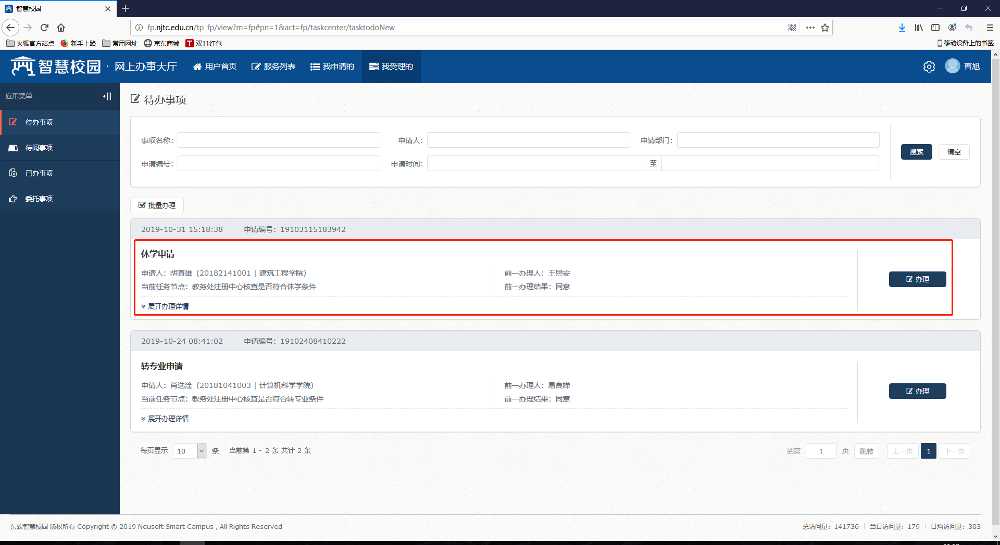 智慧校园
fp.njtc.edu.cn/tp_fp/view?m=fp#pn=1&act=fp/taskcenter/tasktodoNew
火狐官方站点 新手上路 常用网址 京东商城 T 双11红包 移动设备上的书签
智慧校园 · 网上办事大厅 用户首页 服务列表 我申请的 我受理的 曹旭
应用菜单
待办事项
待阅事项
已办事项
委托事项
待办事项
事项名称： 申请人： 申请部门：
申请编号： 申请时间： 至
搜索 清空
批量办理
2019-10-31 15:18:38 申请编号：19103115183942
休学申请
申请人：胡真雄（20182141001 | 建筑工程学院） 前一办理人：王照安
当前任务节点：教务处注册中心核查是否符合休学条件 前一办理结果：同意
办理
展开办理详情
2019-10-24 08:41:02 申请编号：19102408410222
转专业申请
申请人：肖选淦（20181041003 | 计算机科学学院） 前一办理人：易良婵
当前任务节点：教务处注册中心核查是否符合转专业条件 前一办理结果：同意
办理
展开办理详情
每页显示 10 条 当前第 1 - 2 条 共计 2 条 到第 1 页 跳转 上一页 1 下一页
东软智慧校园 版权所有 Copyright © 2019 Neusoft Smart Campus , All Rights Reserved 总访问量：141736 | 当日访问量：179 | 日均访问量：303